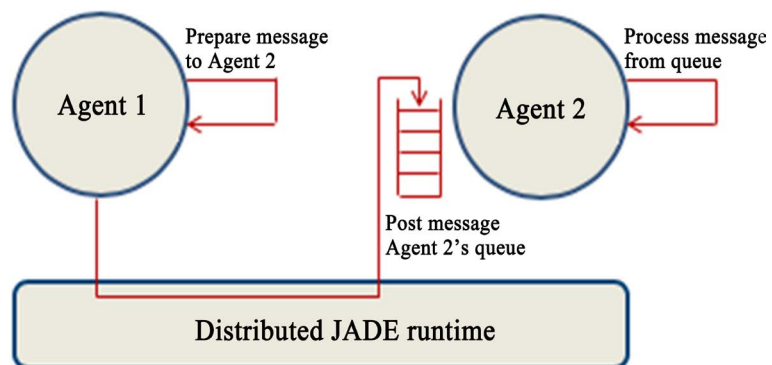 Prepare message
to Agent 2
Agent 1
Process message
from queue
Agent 2
Post message
Agent 2's queue
Distributed JADE runtime